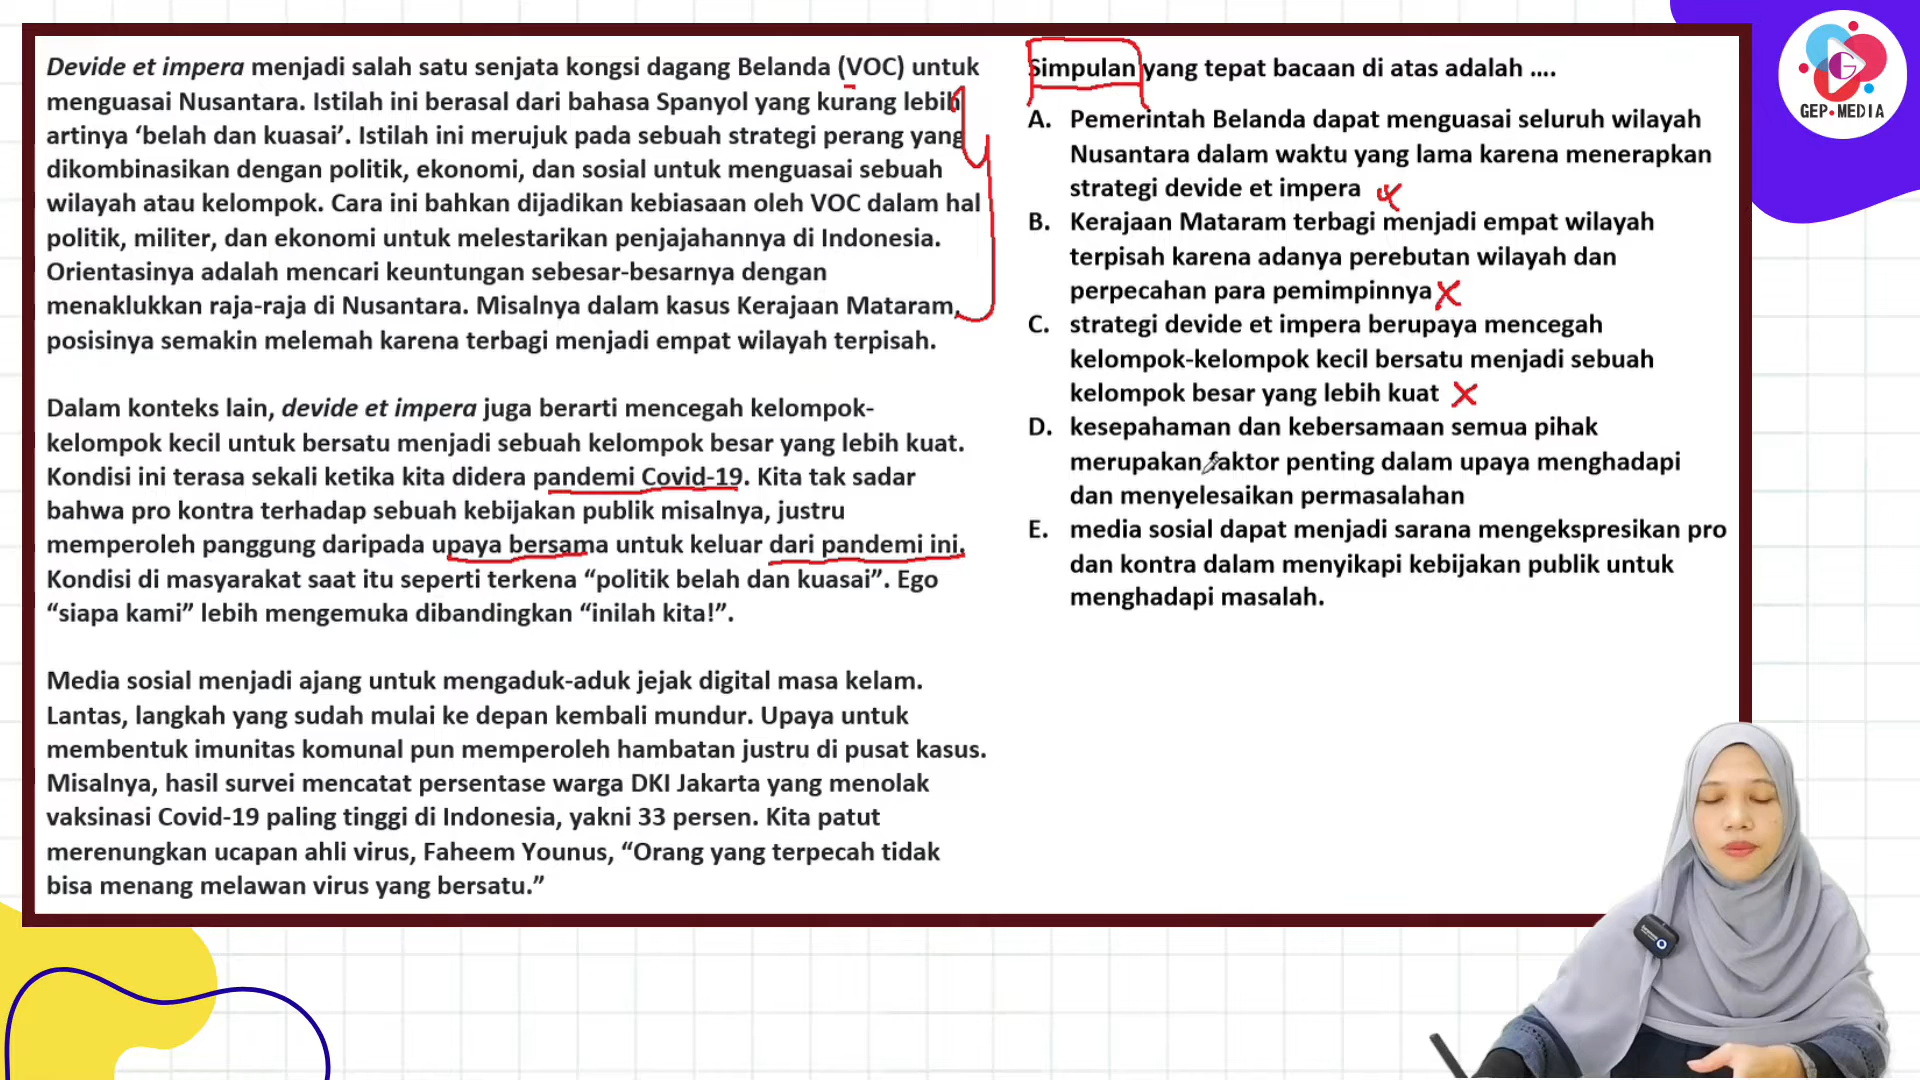 Devide et impera menjadi salah satu senjata kongsi dagang Belanda (VOC) untuk
menguasai Nusantara. Istilah ini berasal dari bahasa Spanyol yang kurang lebih
artinya ‘belah dan kuasai’. Istilah ini merujuk pada sebuah strategi perang yang
dikombinasikan dengan politik, ekonomi, dan sosial untuk menguasai sebuah
wilayah atau kelompok. Cara ini bahkan dijadikan kebiasaan oleh VOC dalam hal
politik, militer, dan ekonomi untuk melestarikan penjajahannya di Indonesia.
Orientasinya adalah mencari keuntungan sebesar-besarnya dengan
menaklukkan raja-raja di Nusantara. Misalnya dalam kasus Kerajaan Mataram,
posisinya semakin melemah karena terbagi menjadi empat wilayah terpisah.
Dalam konteks lain, devide et impera juga berarti mencegah kelompok-
kelompok kecil untuk bersatu menjadi sebuah kelompok besar yang lebih kuat.
Kondisi ini terasa sekali ketika kita didera pandemi Covid-19. Kita tak sadar
bahwa pro kontra terhadap sebuah kebijakan publik misalnya, justru
memperoleh panggung daripada upaya bersama untuk keluar dari pandemi ini.
Kondisi di masyarakat saat itu seperti terkena “politik belah dan kuasai”. Ego
“siapa kami” lebih mengemuka dibandingkan “inilah kita!”.
Media sosial menjadi ajang untuk mengaduk-aduk jejak digital masa kelam.
Lantas, langkah yang sudah mulai ke depan kembali mundur. Upaya untuk
membentuk imunitas komunal pun memperoleh hambatan justru di pusat kasus.
Misalnya, hasil survei mencatat persentase warga DKI Jakarta yang menolak
vaksinasi Covid-19 paling tinggi di Indonesia, yakni 33 persen. Kita patut
merenungkan ucapan ahli virus, Faheem Younus, “Orang yang terpecah tidak
bisa menang melawan virus yang bersatu.”
Simpulan yang tepat bacaan di atas adalah ....
A. Pemerintah Belanda dapat menguasai seluruh wilayah
Nusantara dalam waktu yang lama karena menerapkan
strategi devide et impera
B. Kerajaan Mataram terbagi menjadi empat wilayah
terpisah karena adanya perebutan wilayah dan
perpecahan para pemimpinnya
C. strategi devide et impera berupaya mencegah
kelompok-kelompok kecil bersatu menjadi sebuah
kelompok besar yang lebih kuat
D. kesepahaman dan kebersamaan semua pihak
merupakan faktor penting dalam upaya menghadapi
dan menyelesaikan permasalahan
E. media sosial dapat menjadi sarana mengekspresikan pro
dan kontra dalam menyikapi kebijakan publik untuk
menghadapi masalah.
GEP MEDIA